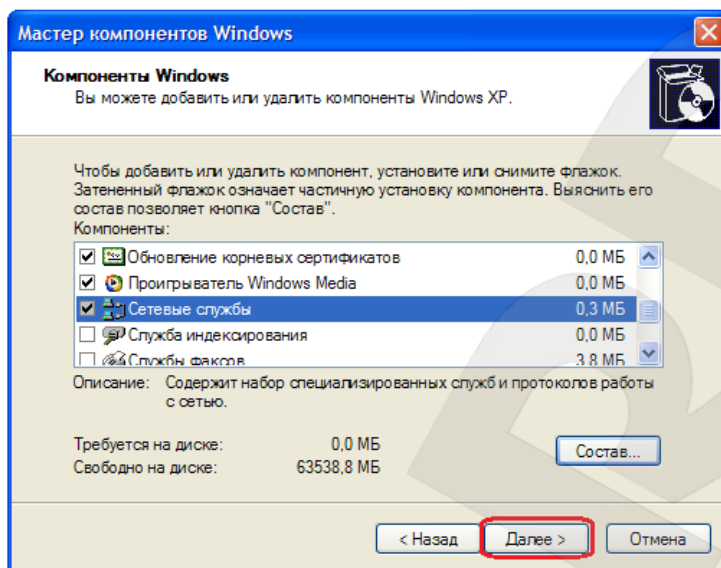 Мастер компонентов Windows
Компоненты Windows
Вы можете добавить или удалить компоненты Windows XP.
Чтобы добавить или удалить компонент, установите или снимите флажок.
Затененный флажок означает частичную установку компонента. Выяснить его
состав позволяет кнопка "Состав".
Компоненты:
Обновление корневых сертификатов 0,0 МБ
Проигрыватель Windows Media 0,0 МБ
Сетевые службы 0,3 МБ
Служба индексирования 0,0 МБ
Службы факсов 3,8 МБ
Описание: Содержит набор специализированных служб и протоколов работы
с сетью.
Требуется на диске: 0,0 МБ
Свободно на диске: 63538,8 МБ
Состав...
< Назад Далее > Отмена